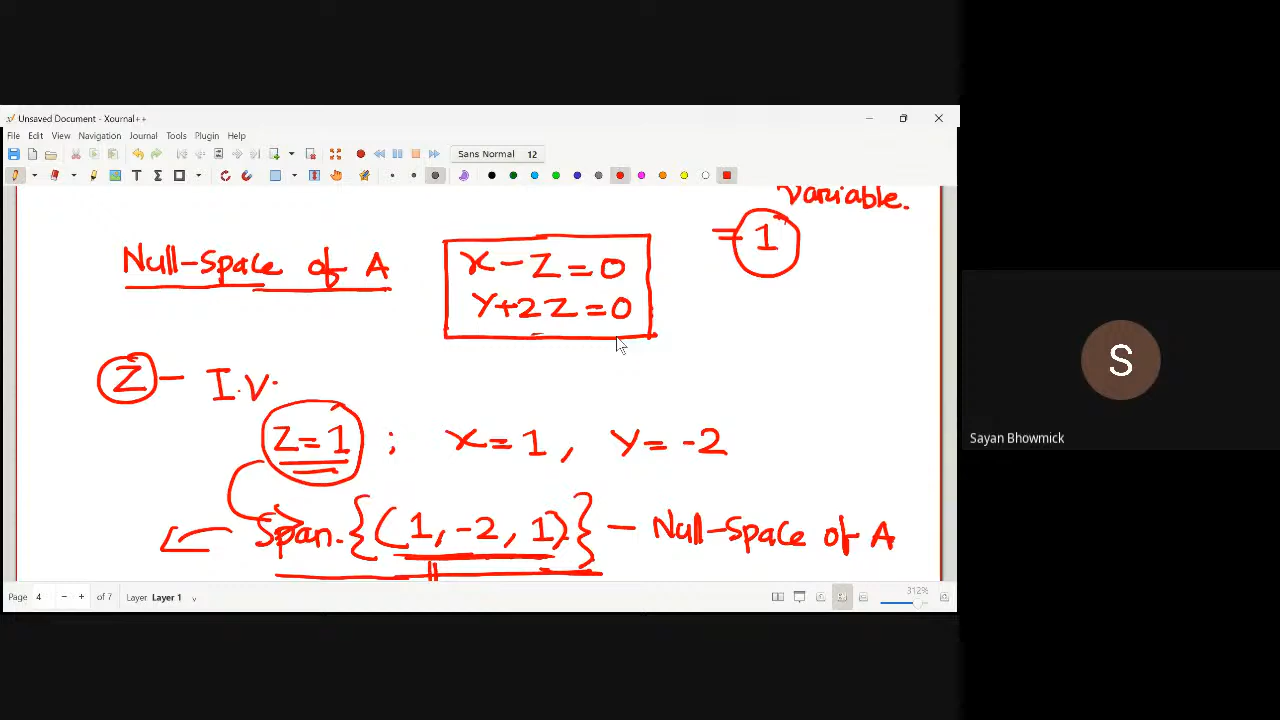 Unsaved Document - Xournal++
File Edit View Navigation Journal Tools Plugin Help
Sans Normal 12
Variable.
= 1
Null-Space of A
x - z = 0
y + 2z = 0
z - I.V.
z = 1 ; x = 1 , y = -2
Span. {(1, -2, 1)} - Null-Space of A
S
Sayan Bhowmick
Page 4 - + of 7 Layer Layer 1
312%